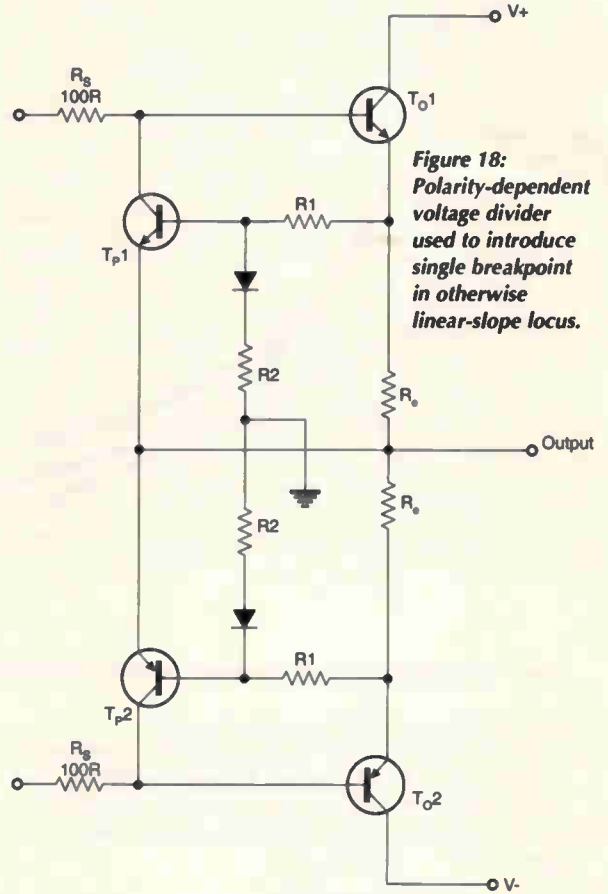 V+
RS
100R
TO1
Figure 18:
Polarity-dependent
voltage divider
used to introduce
single breakpoint
in otherwise
linear-slope locus.
R1
TP1
R2
Re
Output
R2
Re
R1
TP2
RS
100R
TO2
V-